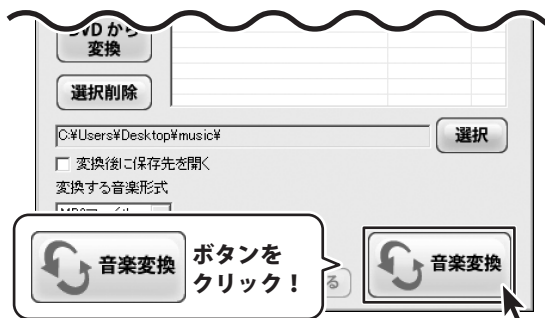 DVD から
変換
選択削除
C:¥Users¥Desktop¥music¥
選択
変換後に保存先を開く
変換する音楽形式
音楽変換
ボタンを
クリック！
る
音楽変換